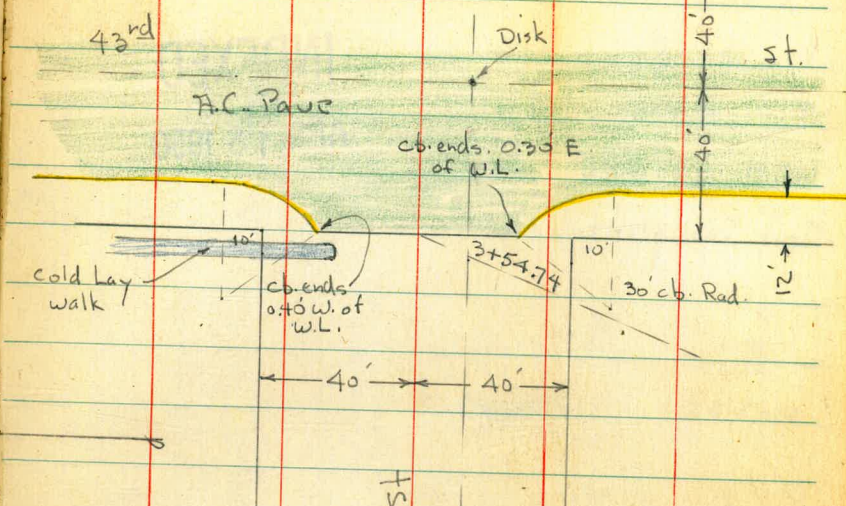 43rd
Disk
40'
St.
A.C. Pave
cb. ends. 0.30' E.
of W.L.
40'
10'
3+54.74
10'
12'
cold Lay
walk
cb. ends
0.40' W. of
W.L.
30' cb. Rad.
40'
40'
St